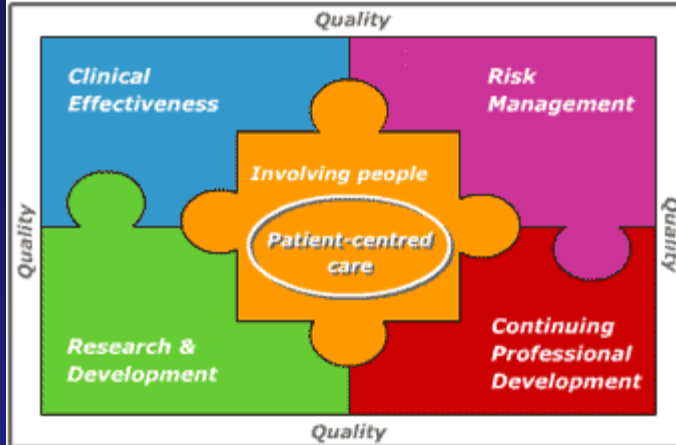 Quality
Clinical
Effectiveness
Risk
Management
Involving people
Quality
Patient-centred
care
Quality
Research &
Development
Continuing
Professional
Development
Quality